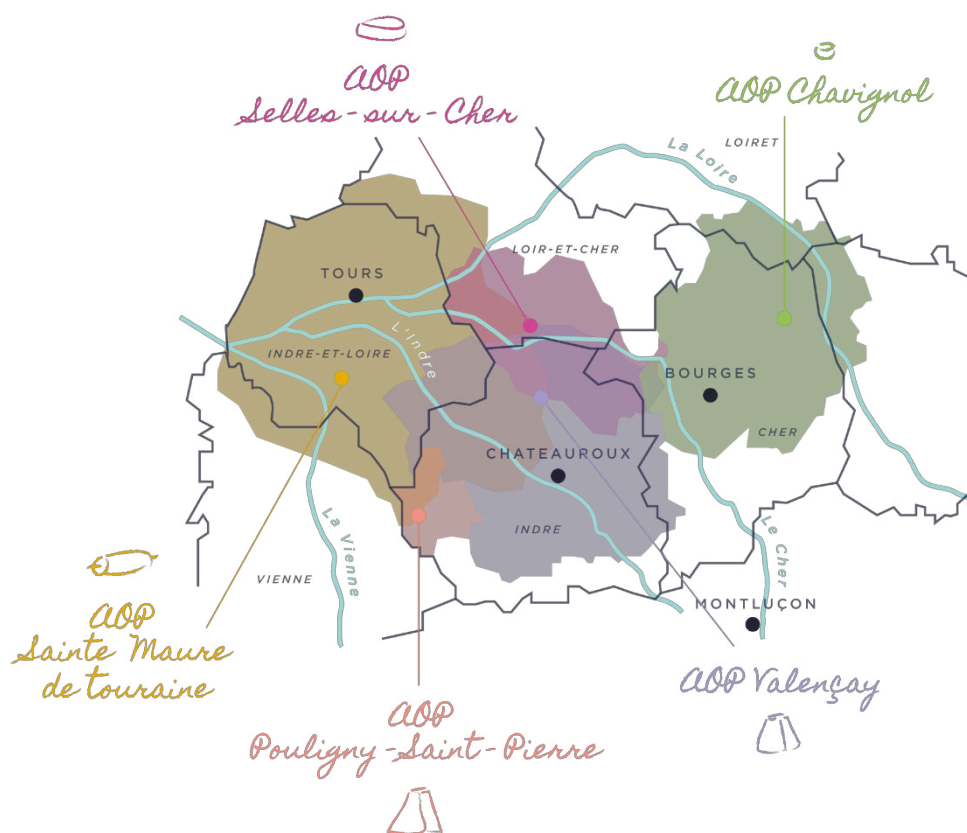 AOP
Selles-sur-Cher
AOP Chavignol
LOIRET
La Loire
LOIR-ET-CHER
TOURS
L'Indre
INDRE-ET-LOIRE
BOURGES
CHER
CHATEAUROUX
INDRE
La Vienne
Le Cher
VIENNE
MONTLUÇON
AOP
Sainte Maure
de touraine
AOP Valençay
AOP
Pouligny-Saint-Pierre